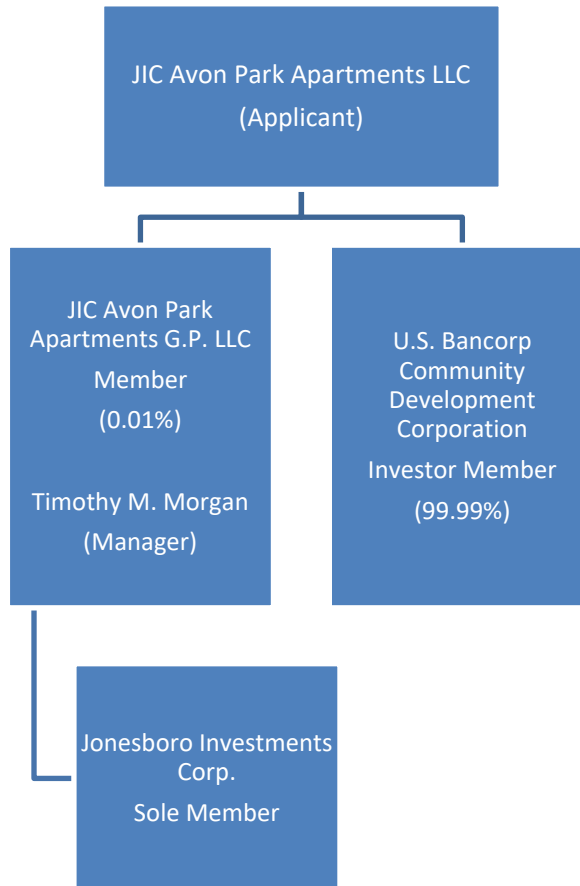 JIC Avon Park Apartments LLC
(Applicant)
JIC Avon Park
Apartments G.P. LLC
Member
(0.01%)
Timothy M. Morgan
(Manager)
U.S. Bancorp
Community
Development
Corporation
Investor Member
(99.99%)
Jonesboro Investments
Corp.
Sole Member